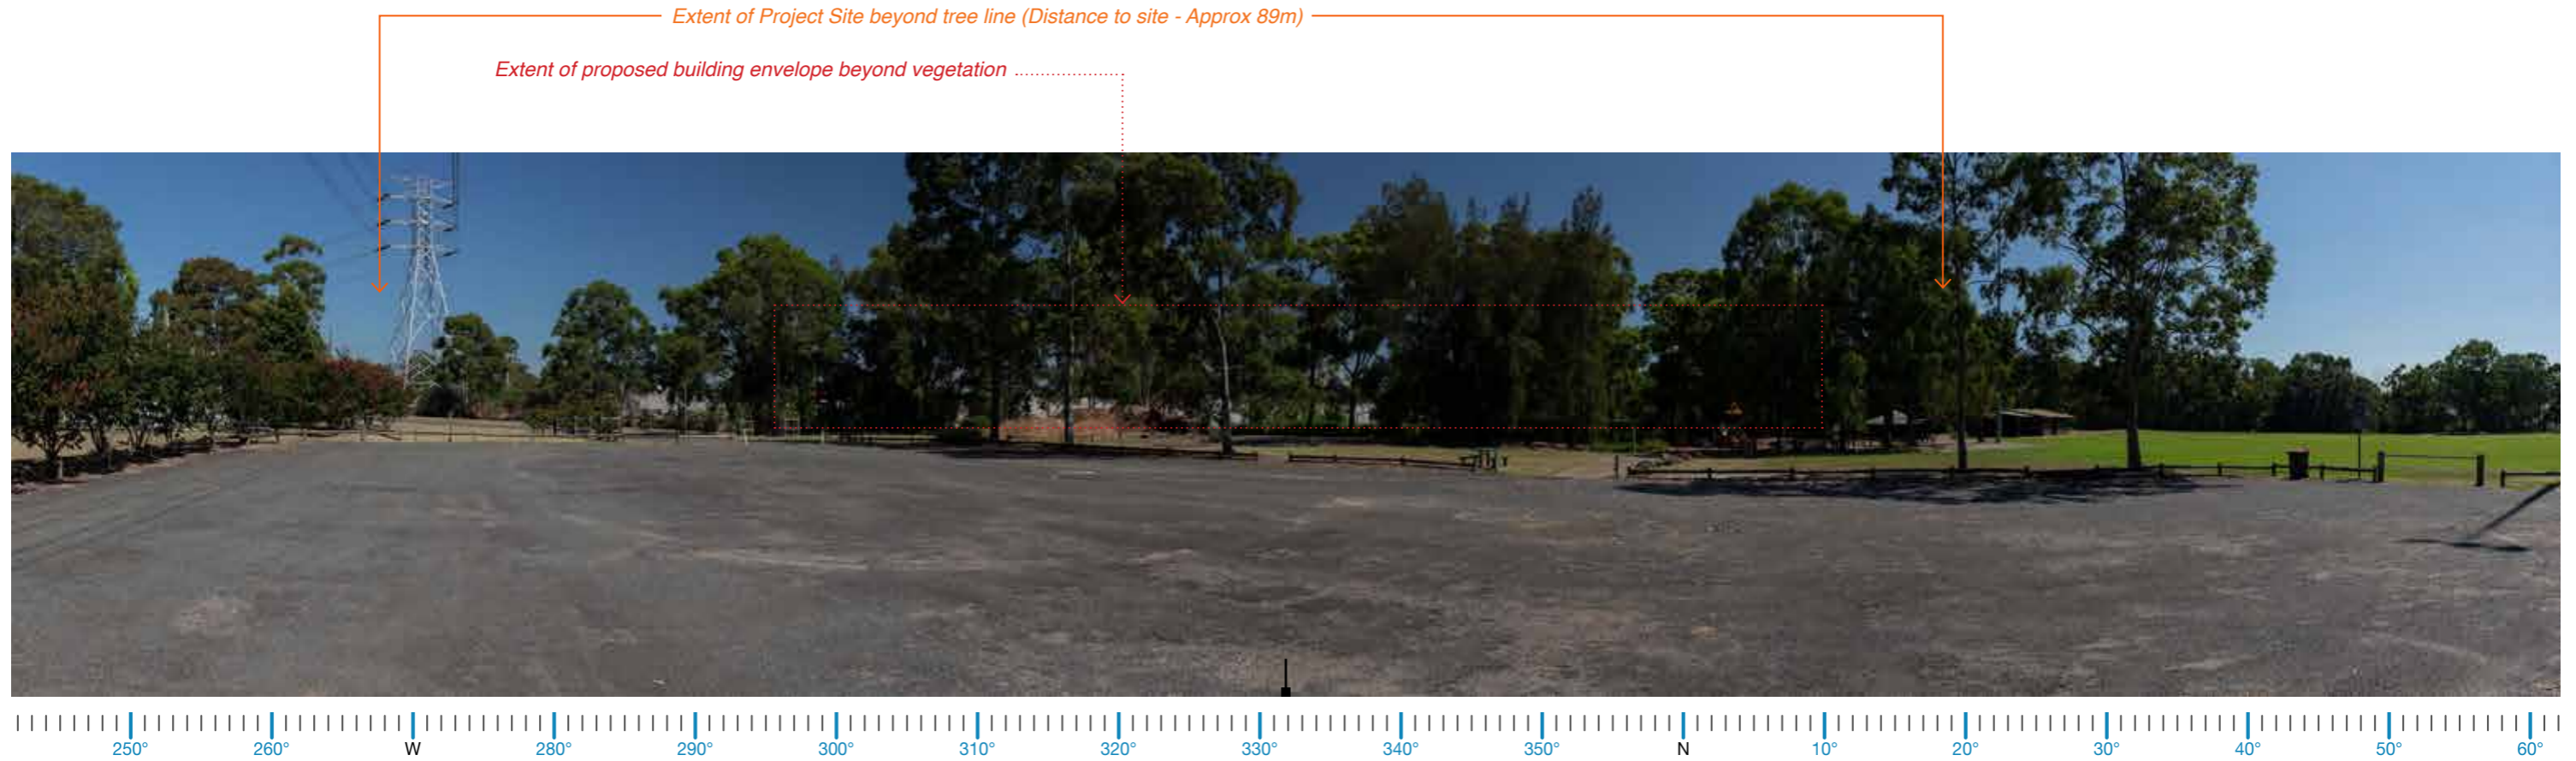 Extent of Project Site beyond tree line (Distance to site - Approx 89m)
Extent of proposed building envelope beyond vegetation
250° 260° W 280° 290° 300° 310° 320° 330° 340° 350° N 10° 20° 30° 40° 50° 60°